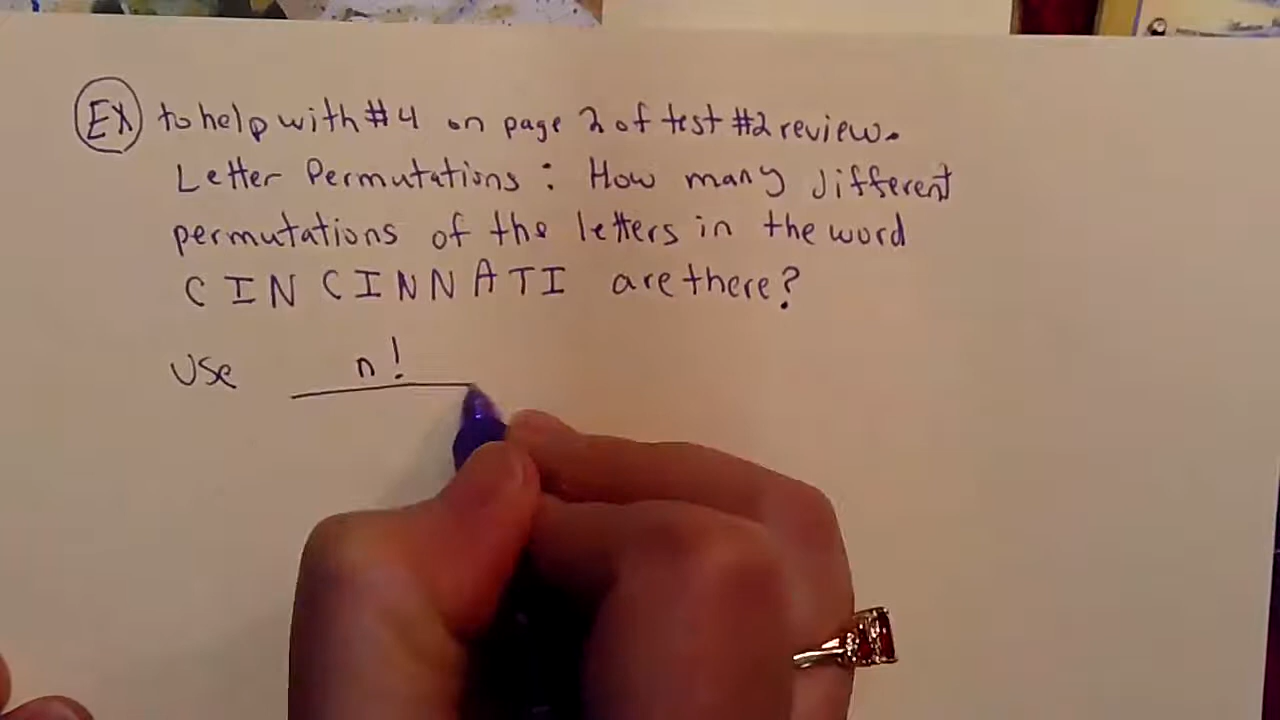 EX to help with #4 on page 2 of test #2 review.
Letter Permutations: How many different
permutations of the letters in the word
CINCINNATI are there?
Use n!